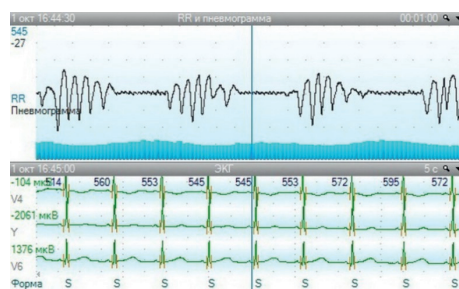 1 окт 16:44:30 RR и пневмограмма 00:01:00
545
-27
RR
Пневмограмма
1 окт 16:45:00 ЭКГ 5 с
-104 мкВ 514 560 553 545 545 553 572 595 572
V4
-2061 мкВ
Y
1376 мкВ
V6
Форма S S S S S S S S S